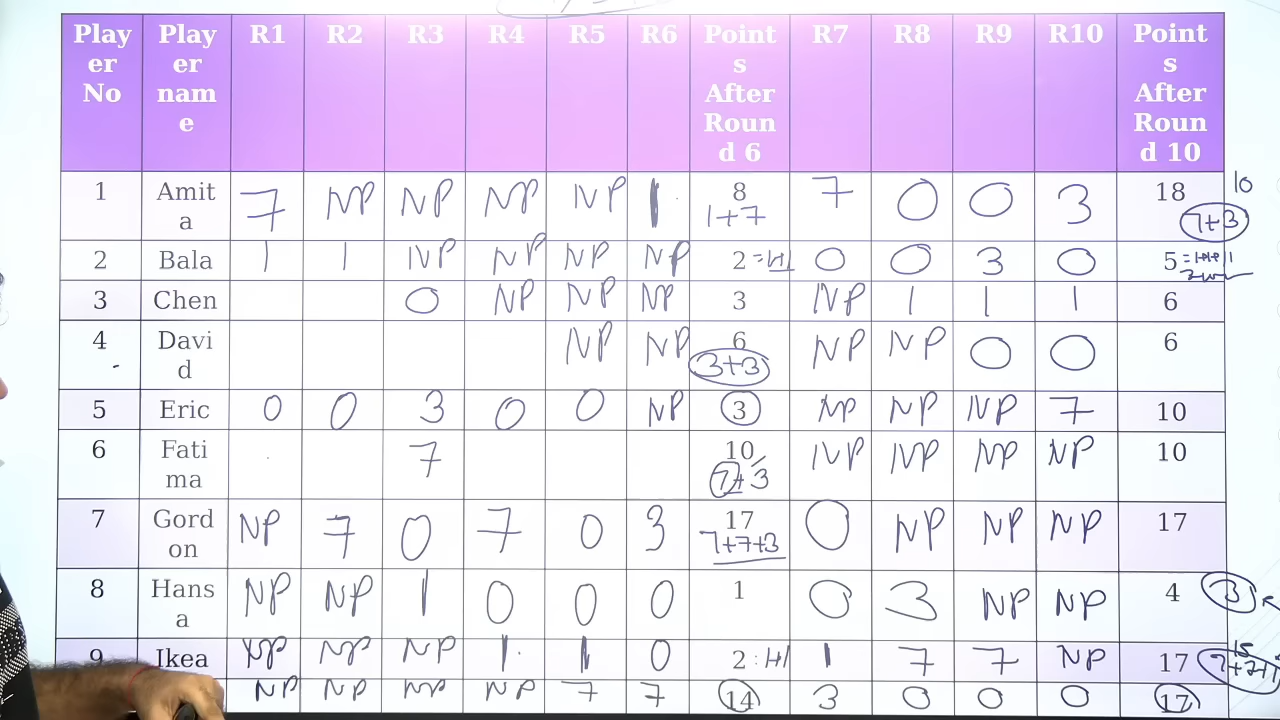 Player No Player name R1 R2 R3 R4 R5 R6 Points After Round 6 R7 R8 R9 R10 Points After Round 10
1 Amita 7 NP NP NP NP 1 8 7 0 0 3 18 10
1+7 7+3
2 Bala 1 1 NP NP NP NP 2 =1+1 0 0 3 0 5
3 Chen 0 NP NP NP 3 NP 1 1 1 6
4 David NP NP 6 NP NP 0 0 6
3+3
5 Eric 0 0 3 0 0 NP 3 NP NP NP 7 10
6 Fatima 7 10 NP NP NP NP 10
7+3
7 Gordon NP 7 0 7 0 3 17 0 NP NP NP 17
7+7+3
8 Hansa NP NP 1 0 0 0 1 0 3 NP NP 4 3
9 Ikea NP NP NP 1 1 0 2 : 1+1 1 7 7 NP 17 15
7+7+1
NP NP NP NP 7 7 14 3 0 0 0 17